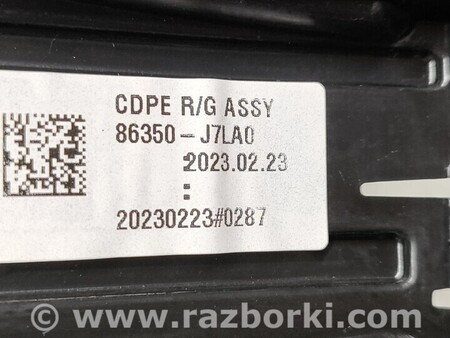 CDPE R/G ASSY
86350-J7LA0
:2023.02.23
:
20230223#0287
www.razborki.com